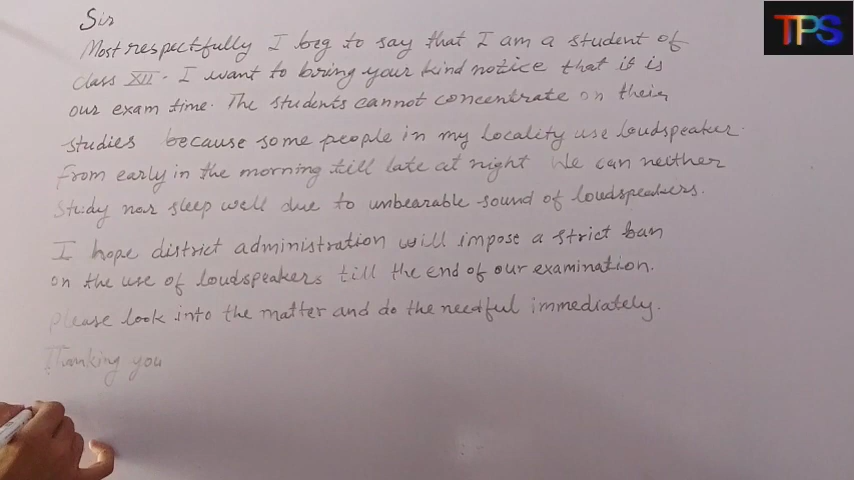 TPS
Sir
Most respectfully I beg to say that I am a student of
class XII. I want to bring your kind notice that it is
our exam time. The students cannot concentrate on their
studies because some people in my locality use loudspeaker.
From early in the morning till late at night We can neither
study nor sleep well due to unbearable sound of loudspeakers.
I hope district administration will impose a strict ban
on the use of loudspeakers till the end of our examination.
please look into the matter and do the needful immediately.
Thanking you